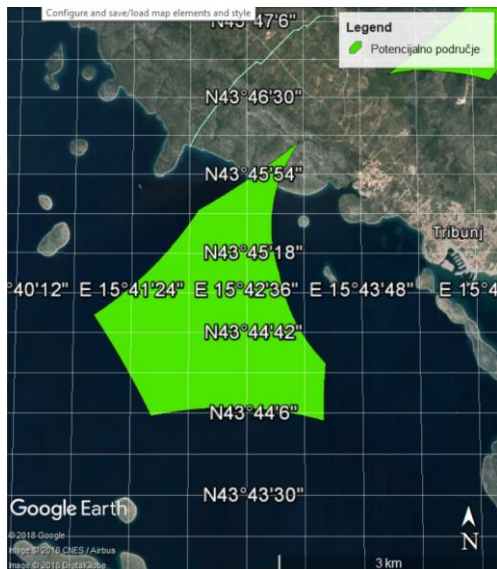 Configure and save/load map elements and style
N43°47'6"
Legend
Potencijalno područje
N43°46'30"
N43°45'54"
Tribunj
N43°45'18"
°40'12" E 15°41'24" E 15°42'36" E 15°43'48" E 15°4
N43°44'42"
N43°44'6"
N43°43'30"
Google Earth
© 2018 Google
Image © 2018 CNES / Airbus
Image © 2018 DigitalGlobe
N
3 km